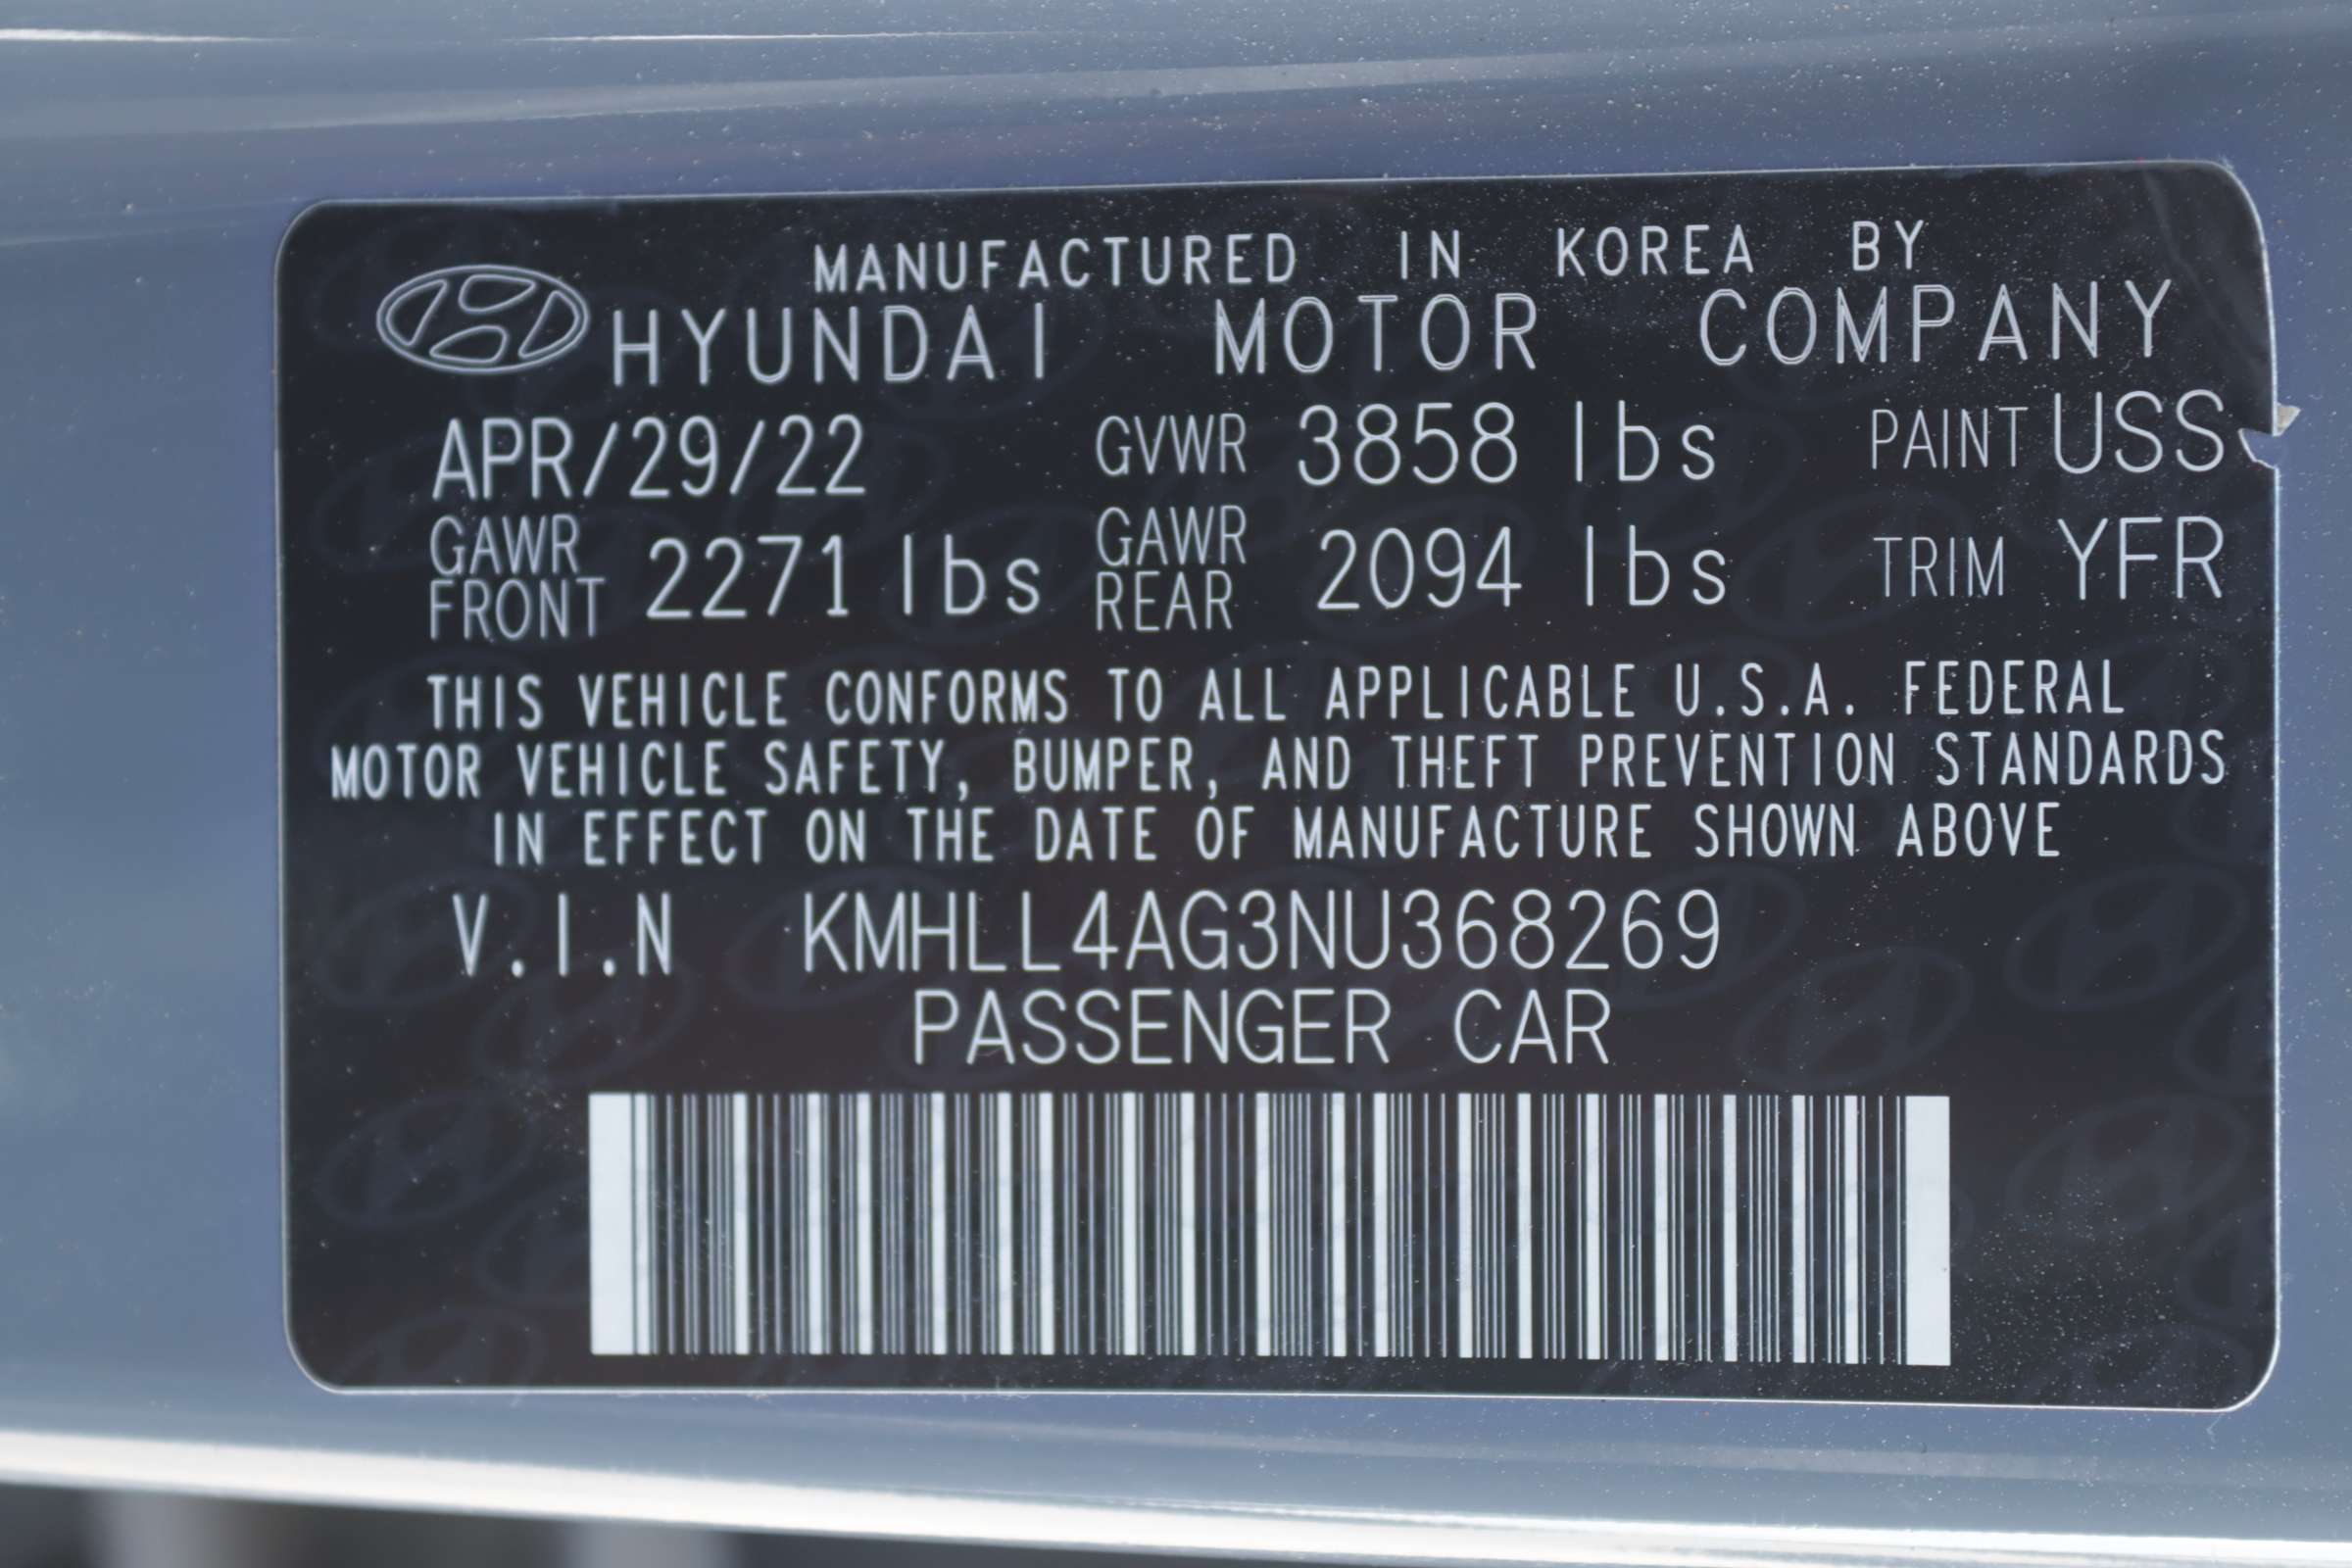 MANUFACTURED IN KOREA BY
HYUNDAI MOTOR COMPANY
APR/29/22 GVWR 3858 lbs PAINT USS
GAWR FRONT 2271 lbs GAWR REAR 2094 lbs TRIM YFR
THIS VEHICLE CONFORMS TO ALL APPLICABLE U.S.A. FEDERAL
MOTOR VEHICLE SAFETY, BUMPER, AND THEFT PREVENTION STANDARDS
IN EFFECT ON THE DATE OF MANUFACTURE SHOWN ABOVE
V.I.N KMHLL4AG3NU368269
PASSENGER CAR